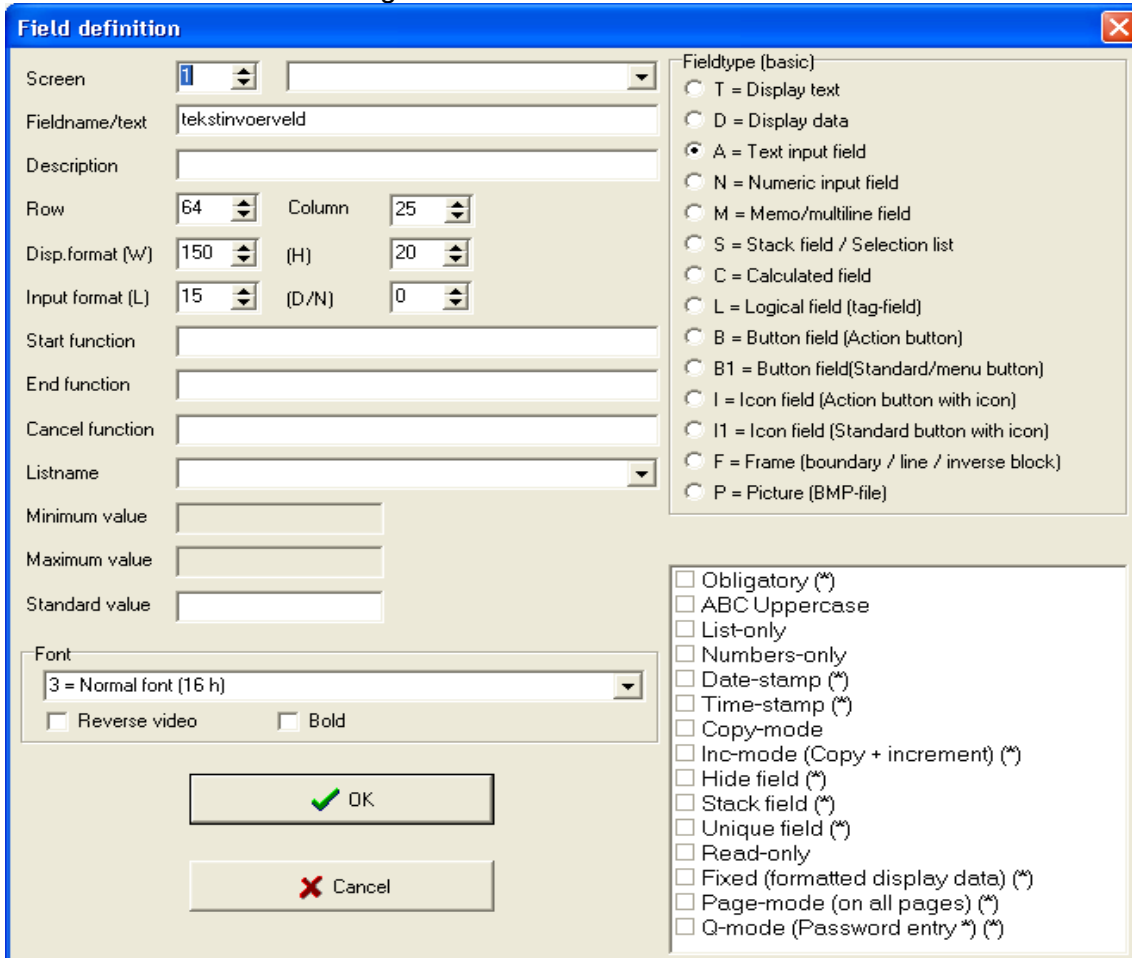 Field definition
Screen 1
Fieldname/text tekstinvoerveld
Description
Row 64 Column 25
Disp.format (W) 150 (H) 20
Input format (L) 15 (D/N) 0
Start function
End function
Cancel function
Listname
Minimum value
Maximum value
Standard value
Font
3 = Normal font (16 h)
Reverse video Bold
OK
Cancel
Fieldtype (basic)
T = Display text
D = Display data
A = Text input field
N = Numeric input field
M = Memo/multiline field
S = Stack field / Selection list
C = Calculated field
L = Logical field (tag-field)
B = Button field (Action button)
B1 = Button field(Standard/menu button)
I = Icon field (Action button with icon)
I1 = Icon field (Standard button with icon)
F = Frame (boundary / line / inverse block)
P = Picture (BMP-file)
Obligatory (*)
ABC Uppercase
List-only
Numbers-only
Date-stamp (*)
Time-stamp (*)
Copy-mode
Inc-mode (Copy + increment) (*)
Hide field (*)
Stack field (*)
Unique field (*)
Read-only
Fixed (formatted display data) (*)
Page-mode (on all pages) (*)
Q-mode (Password entry *) (*)